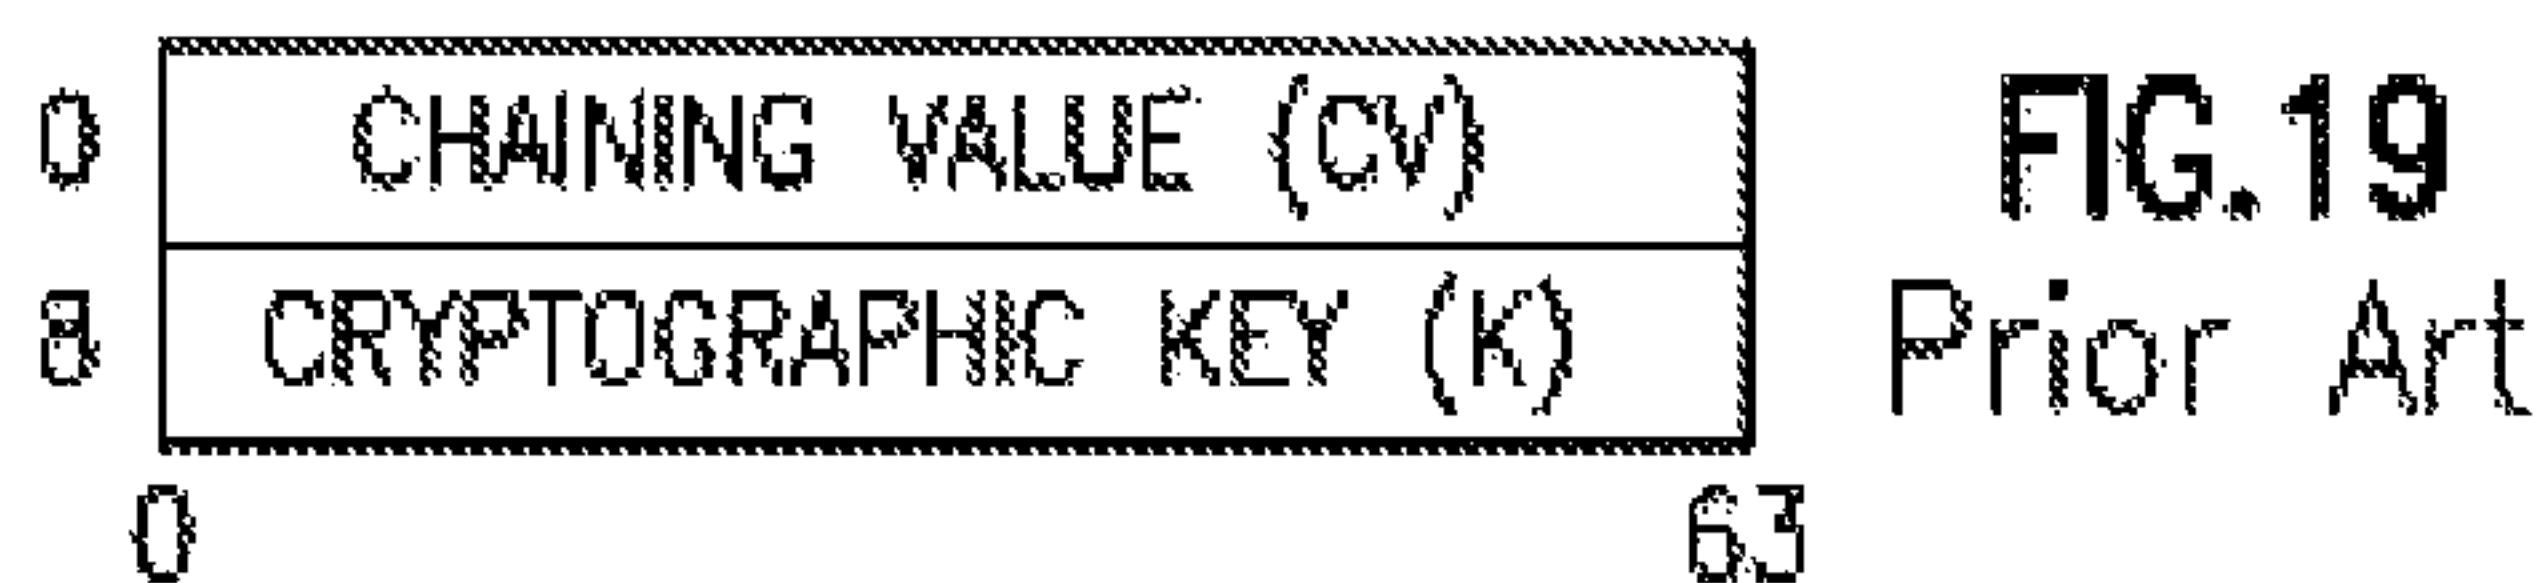 0 CHAINING VALUE (CV) FIG.19
8 CRYPTOGRAPHIC KEY (K) Prior Art
0 63